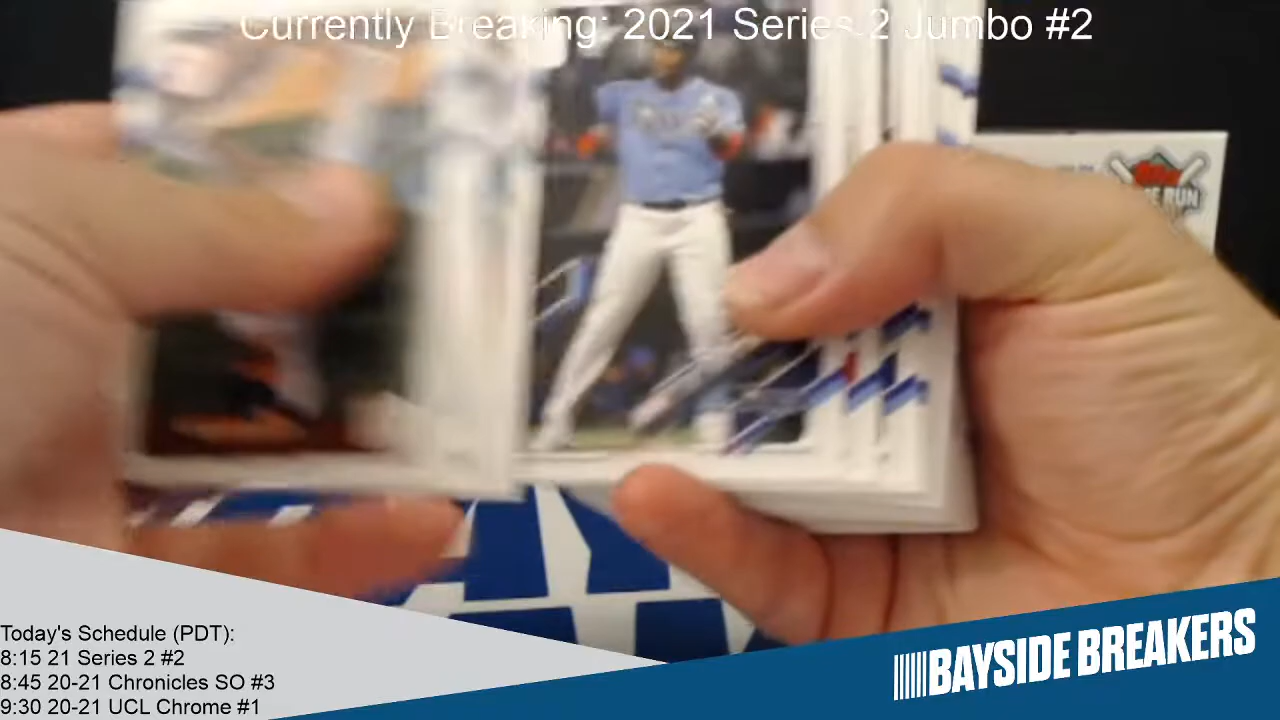 Currently Breaking: 2021 Series 2 Jumbo #2
RUN
Today's Schedule (PDT):
8:15 21 Series 2 #2
8:45 20-21 Chronicles SO #3
9:30 20-21 UCL Chrome #1
BAYSIDE BREAKERS